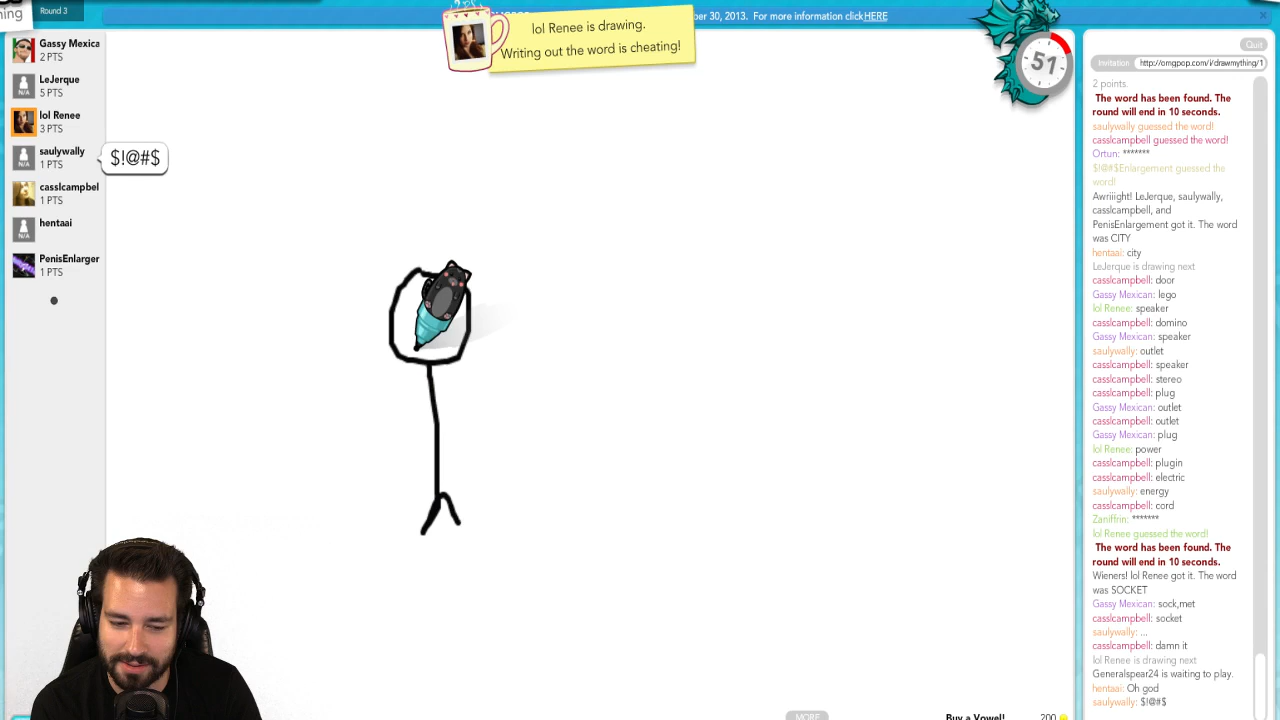 hing
Round 3
ber 30, 2013. For more information click HERE
lol Renee is drawing.
Writing out the word is cheating!
51
Gassy Mexica
2 PTS
LeJerque
5 PTS
lol Renee
3 PTS
saulywally
1 PTS
$!@#$
N/A
casslcampbel
1 PTS
hentaai
N/A
PenisEnlarger
1 PTS
Quit
Invitation
http://omgpop.com/i/drawmything/1
2 points.
The word has been found. The
round will end in 10 seconds.
saulywally guessed the word!
casslcampbell guessed the word!
Ortun: *******
$!@#$Enlargement guessed the
word!
Awriiight! LeJerque, saulywally,
casslcampbell, and
PenisEnlargement got it. The word
was CITY
hentaai: city
LeJerque is drawing next
casslcampbell: door
Gassy Mexican: lego
lol Renee: speaker
casslcampbell: domino
Gassy Mexican: speaker
saulywally: outlet
casslcampbell: speaker
casslcampbell: stereo
casslcampbell: plug
Gassy Mexican: outlet
casslcampbell: outlet
Gassy Mexican: plug
lol Renee: power
casslcampbell: plugin
casslcampbell: electric
saulywally: energy
casslcampbell: cord
Zaniffrin: *******
lol Renee guessed the word!
The word has been found. The
round will end in 10 seconds.
Wieners! lol Renee got it. The word
was SOCKET
Gassy Mexican: sock,met
casslcampbell: socket
saulywally: ...
casslcampbell: damn it
lol Renee is drawing next
Generalspear24 is waiting to play.
hentaai: Oh god
saulywally: $!@#$
MORE
Buy a Vowel!
200